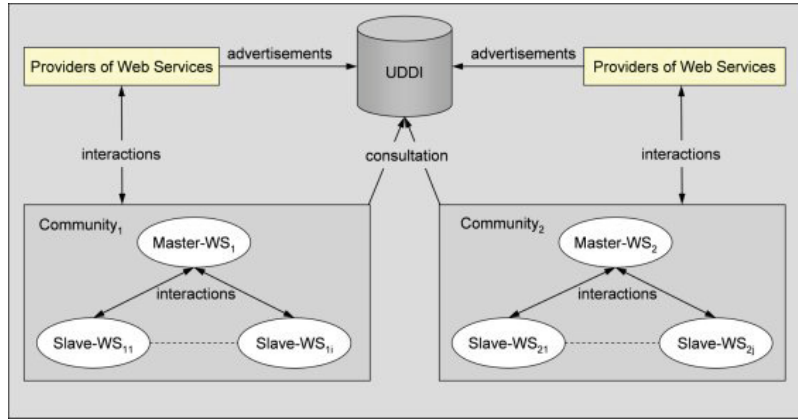 Providers of Web Services
advertisements
UDDI
advertisements
Providers of Web Services
interactions
consultation
interactions
Community₁
Master-WS₁
interactions
Slave-WS₁₁
Slave-WS₁ᵢ
Community₂
Master-WS₂
interactions
Slave-WS₂₁
Slave-WS₂ⱼ